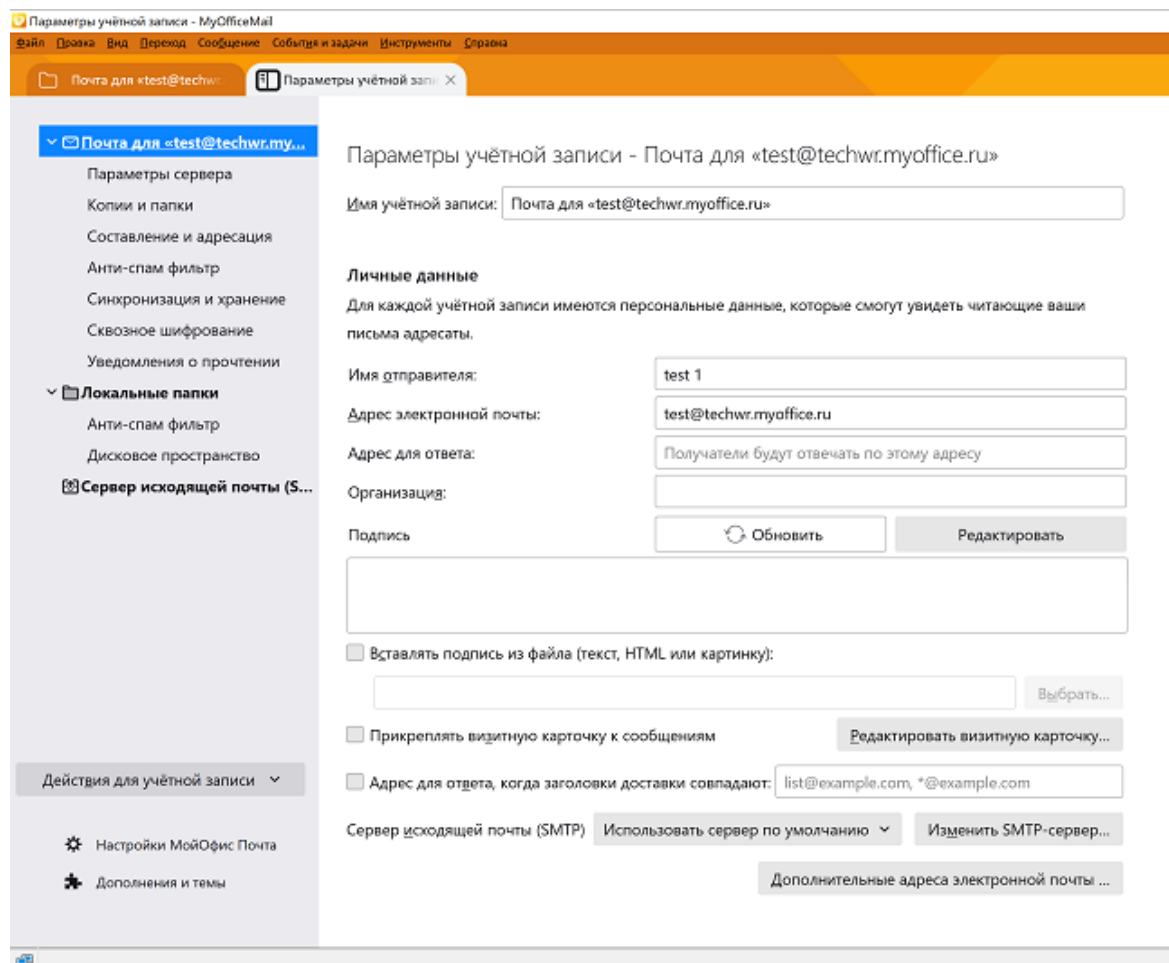 Параметры учётной записи - MyOfficeMail
Файл Правка Вид Переход Сообщение События и задачи Инструменты Справка
Почта для «test@techwr Параметры учётной запи
Почта для «test@techwr.my...
Параметры сервера
Копии и папки
Составление и адресация
Анти-спам фильтр
Синхронизация и хранение
Сквозное шифрование
Уведомления о прочтении
Локальные папки
Анти-спам фильтр
Дисковое пространство
Сервер исходящей почты (S...
Действия для учётной записи
Настройки МойОфис Почта
Дополнения и темы
Параметры учётной записи - Почта для «test@techwr.myoffice.ru»
Имя учётной записи: Почта для «test@techwr.myoffice.ru»
Личные данные
Для каждой учётной записи имеются персональные данные, которые смогут увидеть читающие ваши
письма адресаты.
Имя отправителя: test 1
Адрес электронной почты: test@techwr.myoffice.ru
Адрес для ответа: Получатели будут отвечать по этому адресу
Организация:
Подпись Обновить Редактировать
Вставлять подпись из файла (текст, HTML или картинку):
Выбрать...
Прикреплять визитную карточку к сообщениям Редактировать визитную карточку...
Адрес для ответа, когда заголовки доставки совпадают: list@example.com, *@example.com
Сервер исходящей почты (SMTP) Использовать сервер по умолчанию Изменить SMTP-сервер...
Дополнительные адреса электронной почты ...